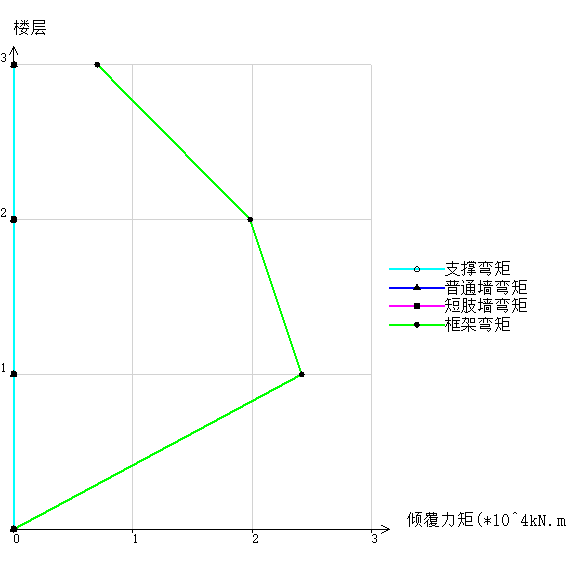 楼层
3
2
1
支撑弯矩
普通墙弯矩
短肢墙弯矩
框架弯矩
倾覆力矩(*10^4kN.m
0 1 2 3